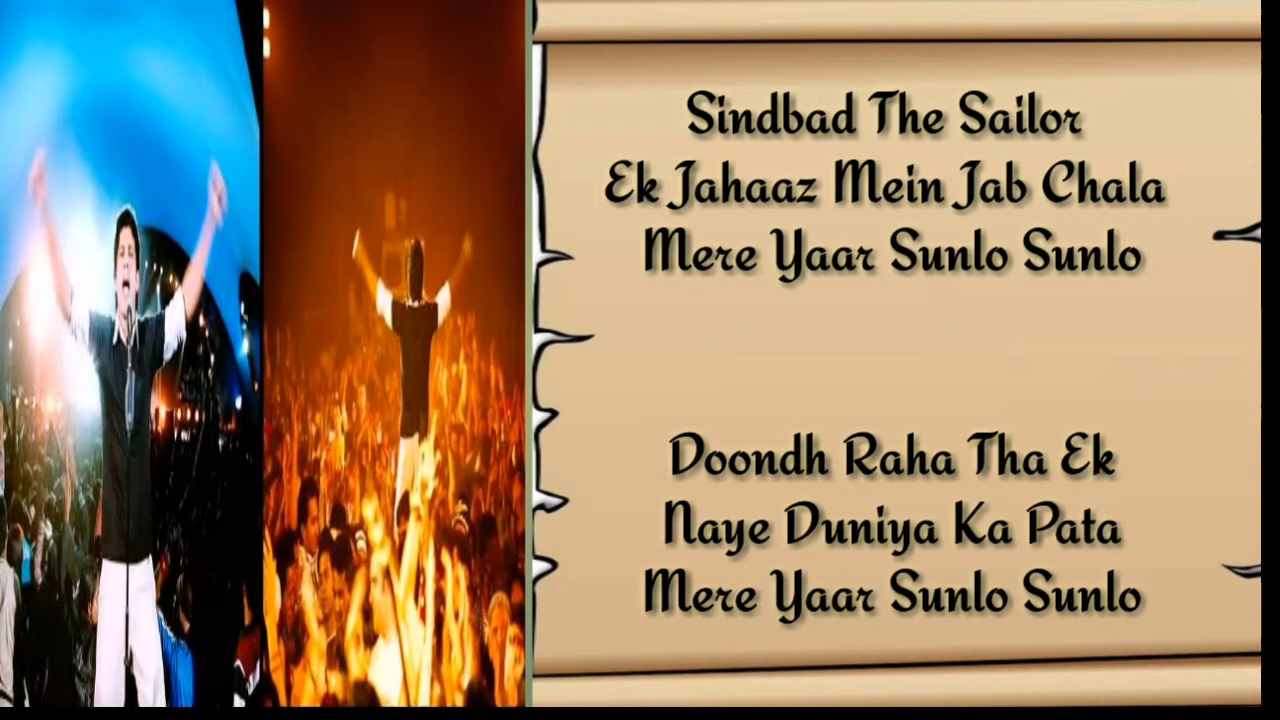 Sindbad The Sailor
Ek Jahaaz Mein Jab Chala
Mere Yaar Sunlo Sunlo
Doondh Raha Tha Ek
Naye Duniya Ka Pata
Mere Yaar Sunlo Sunlo